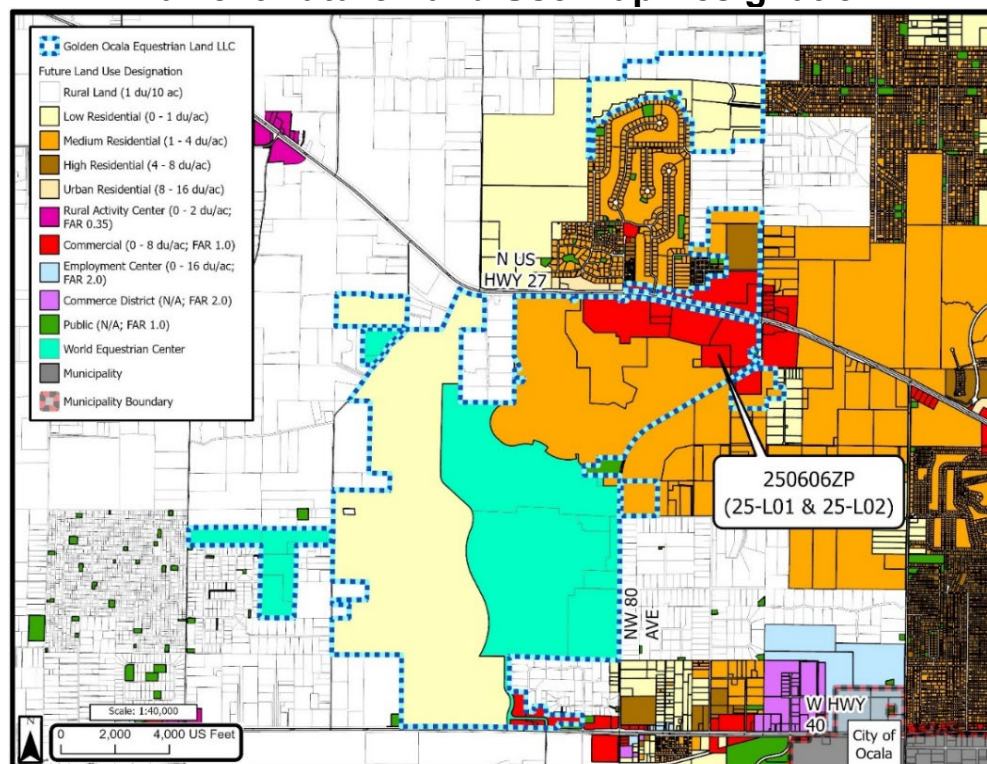 Golden Ocala Equestrian Land LLC
Future Land Use Designation
Rural Land (1 du/10 ac)
Low Residential (0 - 1 du/ac)
Medium Residential (1 - 4 du/ac)
High Residential (4 - 8 du/ac)
Urban Residential (8 - 16 du/ac)
Rural Activity Center (0 - 2 du/ac;
FAR 0.35)
Commercial (0 - 8 du/ac; FAR 1.0)
Employment Center (0 - 16 du/ac;
FAR 2.0)
Commerce District (N/A; FAR 2.0)
Public (N/A; FAR 1.0)
World Equestrian Center
Municipality
Municipality Boundary
N US
HWY 27
250606ZP
(25-L01 & 25-L02)
NW 80
AVE
W HWY
40
City of
Ocala
Scale: 1:40,000
N
0 2,000 4,000 US Feet